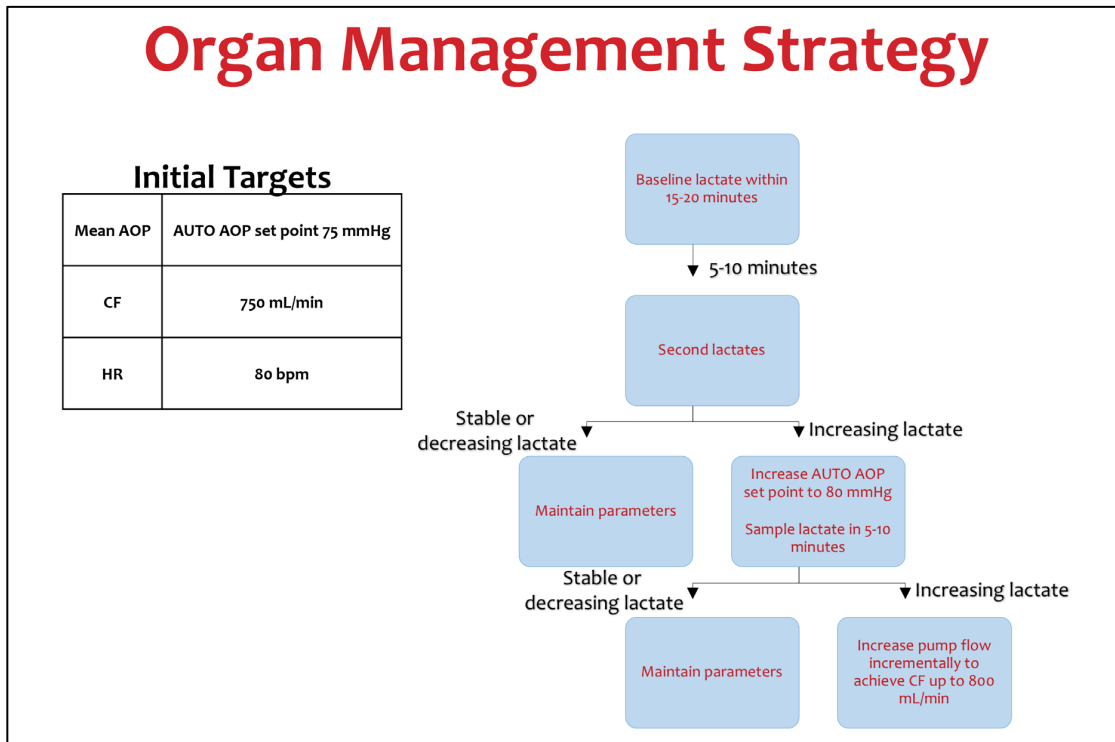 Organ Management Strategy
Initial Targets
Mean AOP
AUTO AOP set point 75 mmHg
CF
750 mL/min
HR
80 bpm
Baseline lactate within
15-20 minutes
5-10 minutes
Second lactates
Stable or
decreasing lactate
Increasing lactate
Maintain parameters
Increase AUTO AOP
set point to 80 mmHg
Sample lactate in 5-10
minutes
Stable or
decreasing lactate
Increasing lactate
Maintain parameters
Increase pump flow
incrementally to
achieve CF up to 800
mL/min